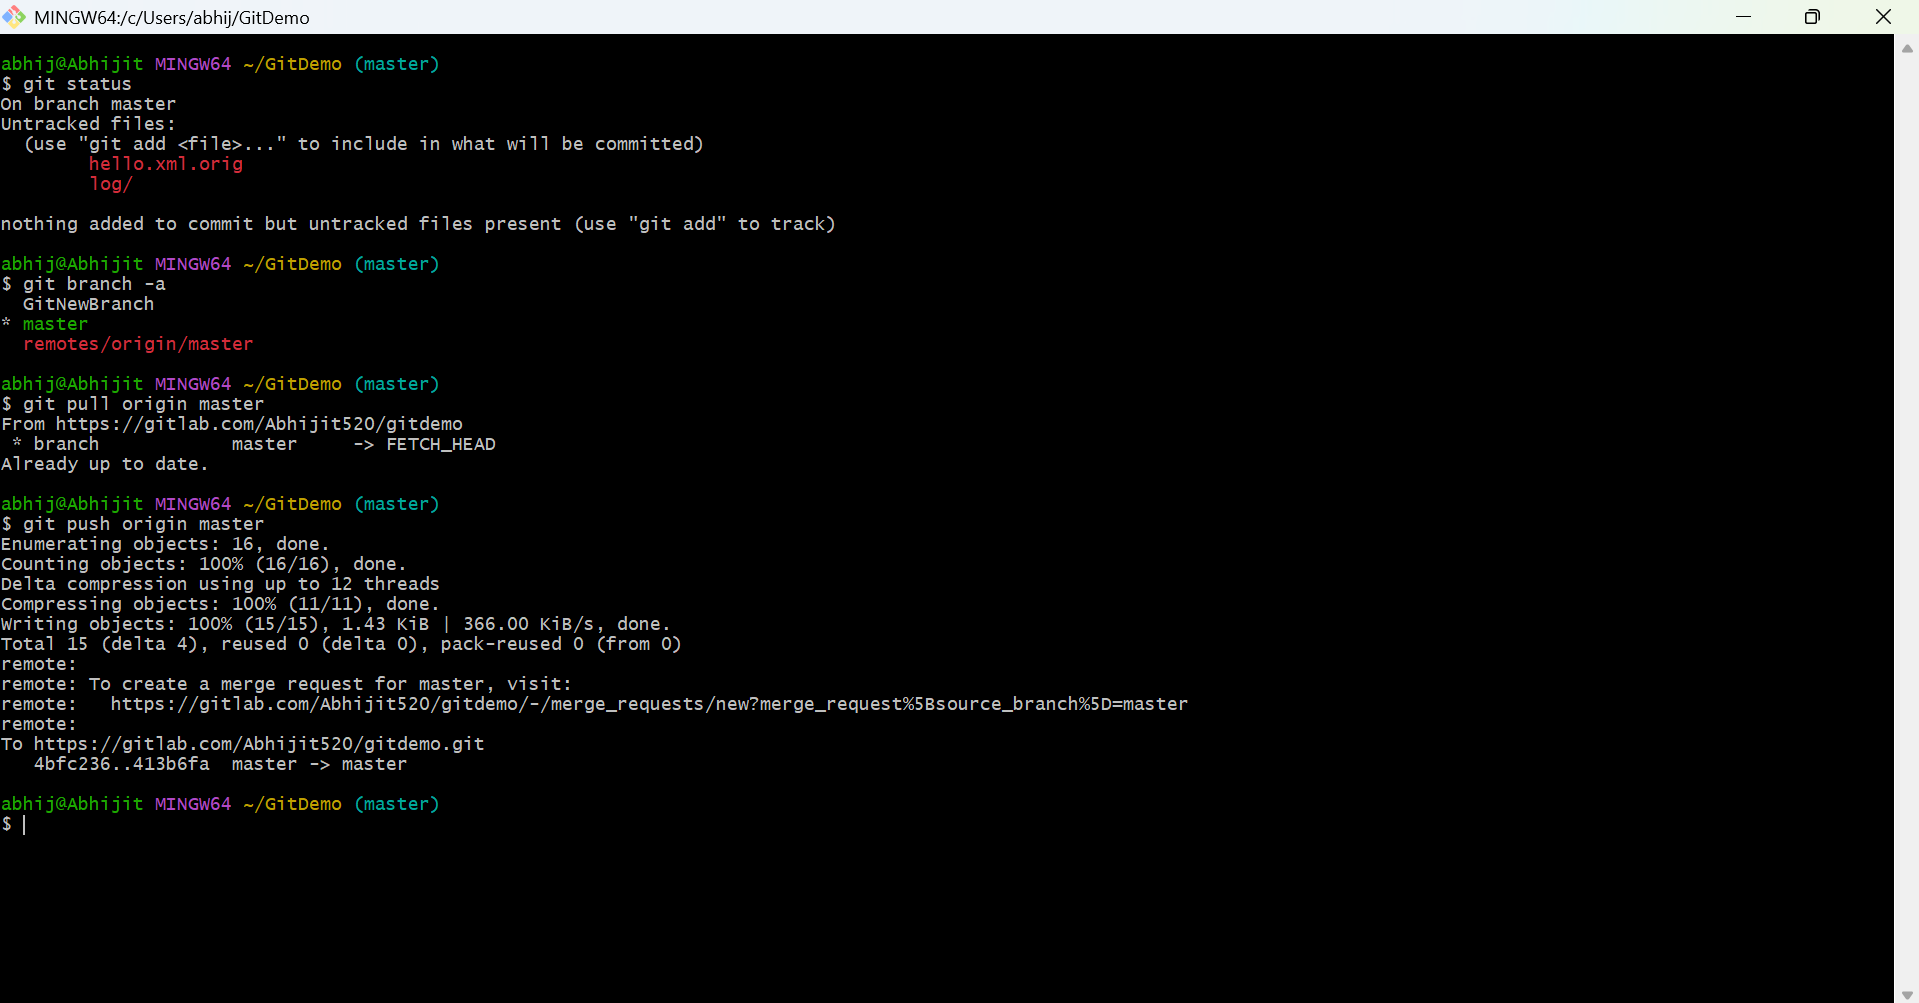 MINGW64:/c/Users/abhij/GitDemo
abhij@Abhijit MINGW64 ~/GitDemo (master)
$ git status
On branch master
Untracked files:
  (use "git add <file>..." to include in what will be committed)
        hello.xml.orig
        log/
nothing added to commit but untracked files present (use "git add" to track)
abhij@Abhijit MINGW64 ~/GitDemo (master)
$ git branch -a
  GitNewBranch
* master
  remotes/origin/master
abhij@Abhijit MINGW64 ~/GitDemo (master)
$ git pull origin master
From https://gitlab.com/Abhijit520/gitdemo
 * branch            master     -> FETCH_HEAD
Already up to date.
abhij@Abhijit MINGW64 ~/GitDemo (master)
$ git push origin master
Enumerating objects: 16, done.
Counting objects: 100% (16/16), done.
Delta compression using up to 12 threads
Compressing objects: 100% (11/11), done.
Writing objects: 100% (15/15), 1.43 KiB | 366.00 KiB/s, done.
Total 15 (delta 4), reused 0 (delta 0), pack-reused 0 (from 0)
remote:
remote: To create a merge request for master, visit:
remote:   https://gitlab.com/Abhijit520/gitdemo/-/merge_requests/new?merge_request%5Bsource_branch%5D=master
remote:
To https://gitlab.com/Abhijit520/gitdemo.git
   4bfc236..413b6fa  master -> master
abhij@Abhijit MINGW64 ~/GitDemo (master)
$